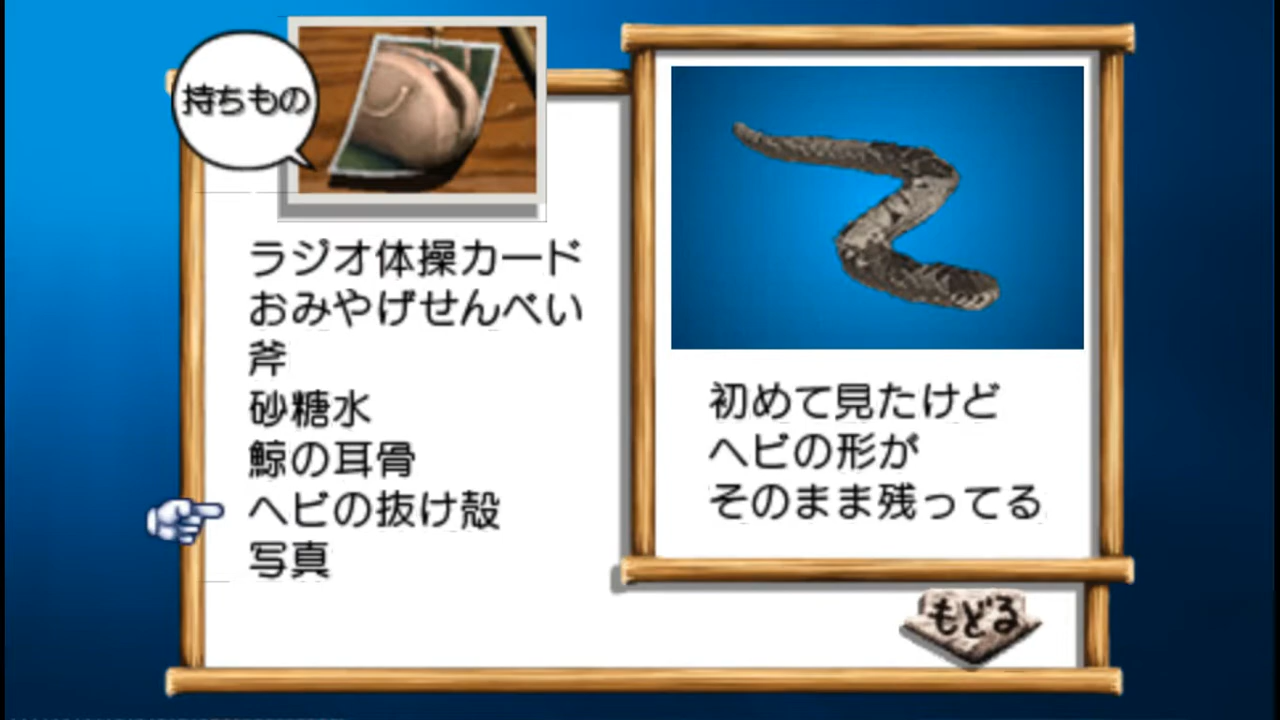 持ちもの
ラジオ体操カード
おみやげせんべい
斧
砂糖水
鯨の耳骨
ヘビの抜け殻
写真
初めて見たけど
ヘビの形が
そのまま残ってる
もどる